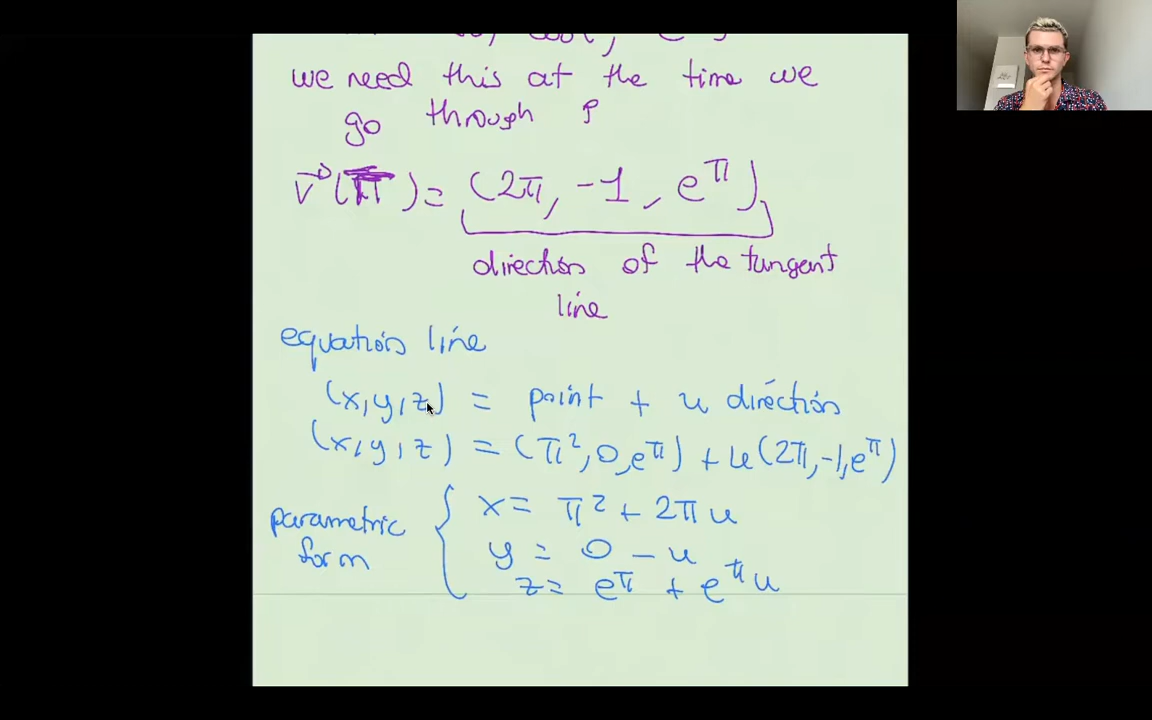 we need this at the time we
go through P
v⃗(π) = (2π, -1, e^π)
direction of the tangent
line
equation line
(x, y, z) = point + u direction
(x, y, z) = (π², 0, e^π) + u(2π, -1, e^π)
parametric form { x = π² + 2π u
y = 0 - u
z = e^π + e^π u